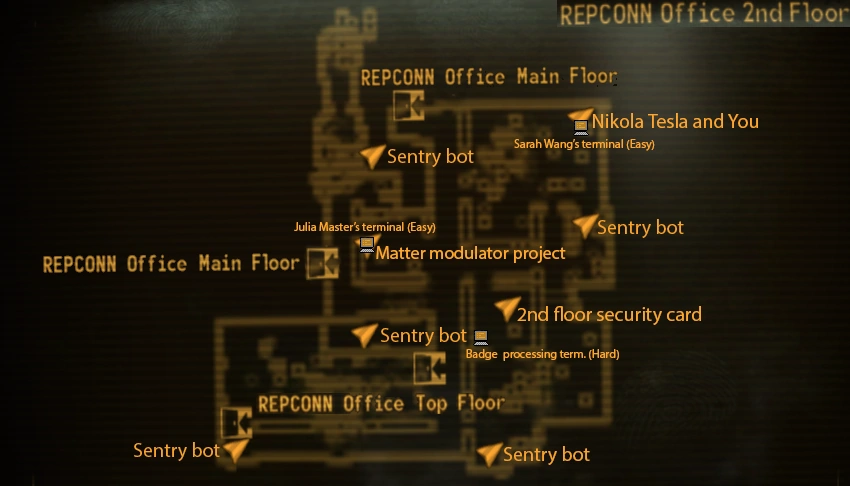 REPCONN Office 2nd Floor
REPCONN Office Main Floor
Nikola Tesla and You
Sarah Wang's terminal (Easy)
Sentry bot
Sentry bot
Julia Master's terminal (Easy)
Matter modulator project
REPCONN Office Main Floor
2nd floor security card
Sentry bot
Badge processing term. (Hard)
REPCONN Office Top Floor
Sentry bot
Sentry bot